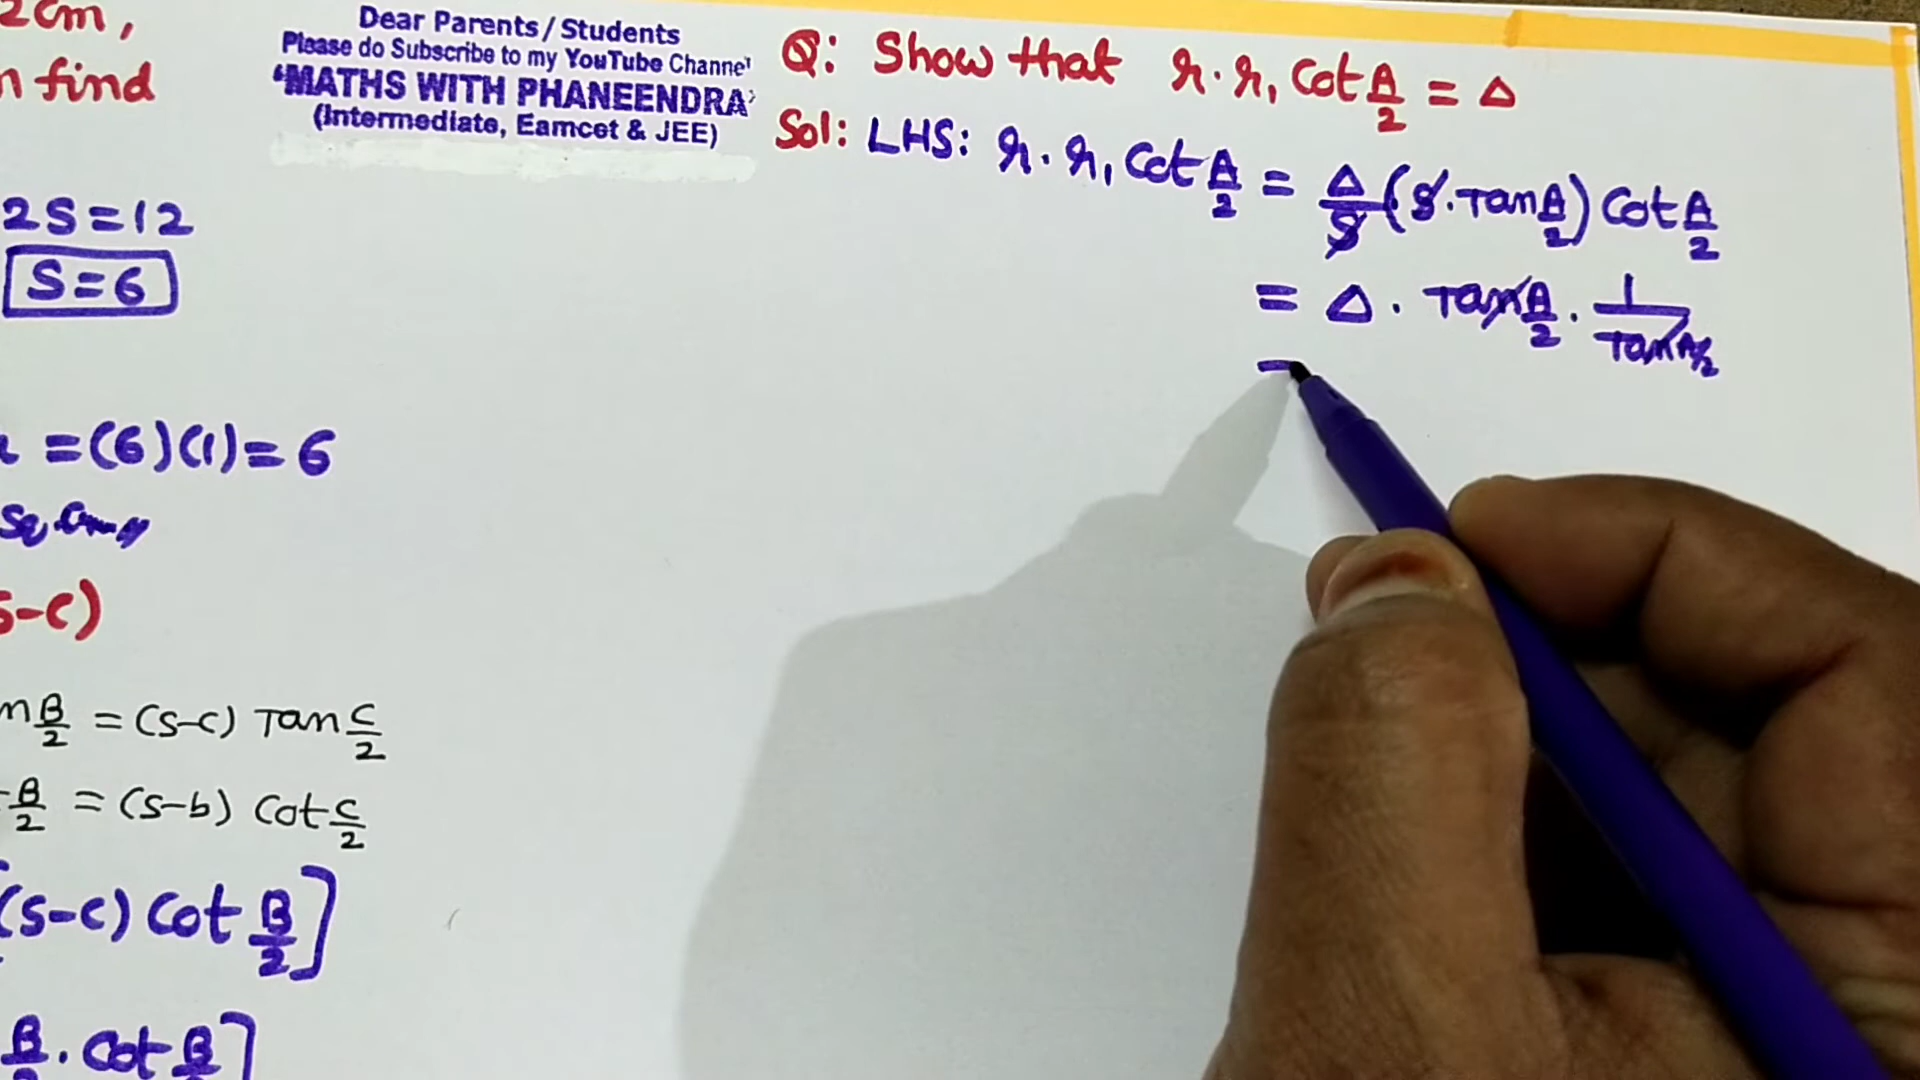 2cm,
n find
2S=12
S=6
=(6)(1)=6
s-c)
B/2 =(s-c) Tan C/2
B/2 =(s-b) Cot C/2
(s-c) Cot B/2]
B/2. Cot B/2]
Dear Parents/Students
Please do Subscribe to my YouTube Channel
'MATHS WITH PHANEENDRA'
(Intermediate, Eamcet & JEE)
Q: Show that r.r₁ Cot A/2 = Δ
Sol: LHS: r.r₁ Cot A/2 = Δ/S (S.Tan A/2) Cot A/2
= Δ. Tan A/2 . 1/Tan A/2